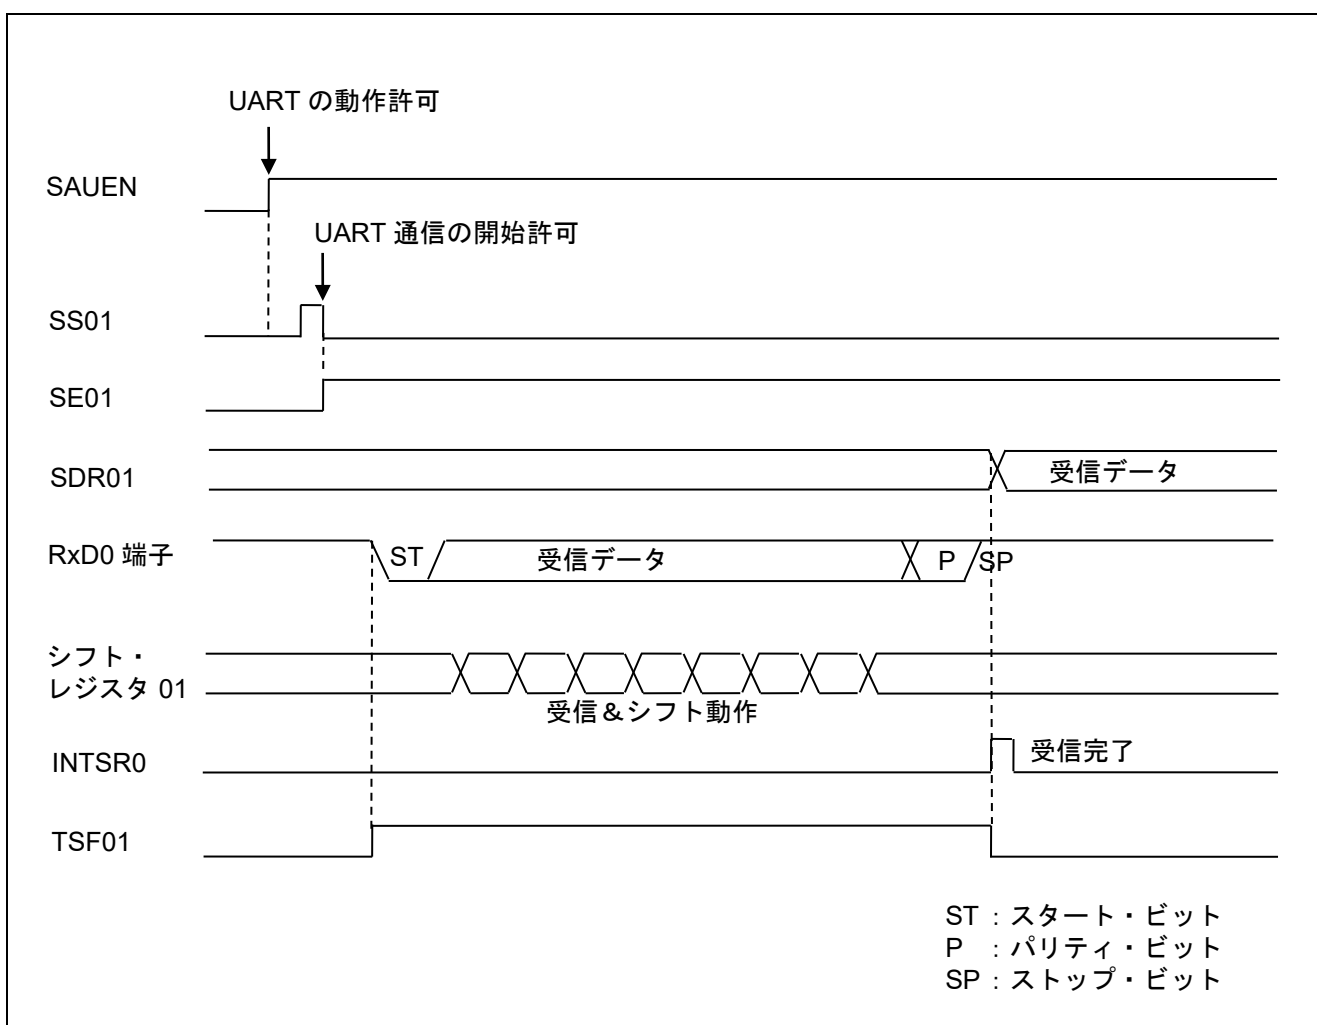 UART の動作許可
SAUEN
UART 通信の開始許可
SS01
SE01
SDR01
受信データ
RxD0 端子
ST
受信データ
P
SP
シフト・
レジスタ 01
受信＆シフト動作
INTSR0
受信完了
TSF01
ST：スタート・ビット
P ：パリティ・ビット
SP：ストップ・ビット